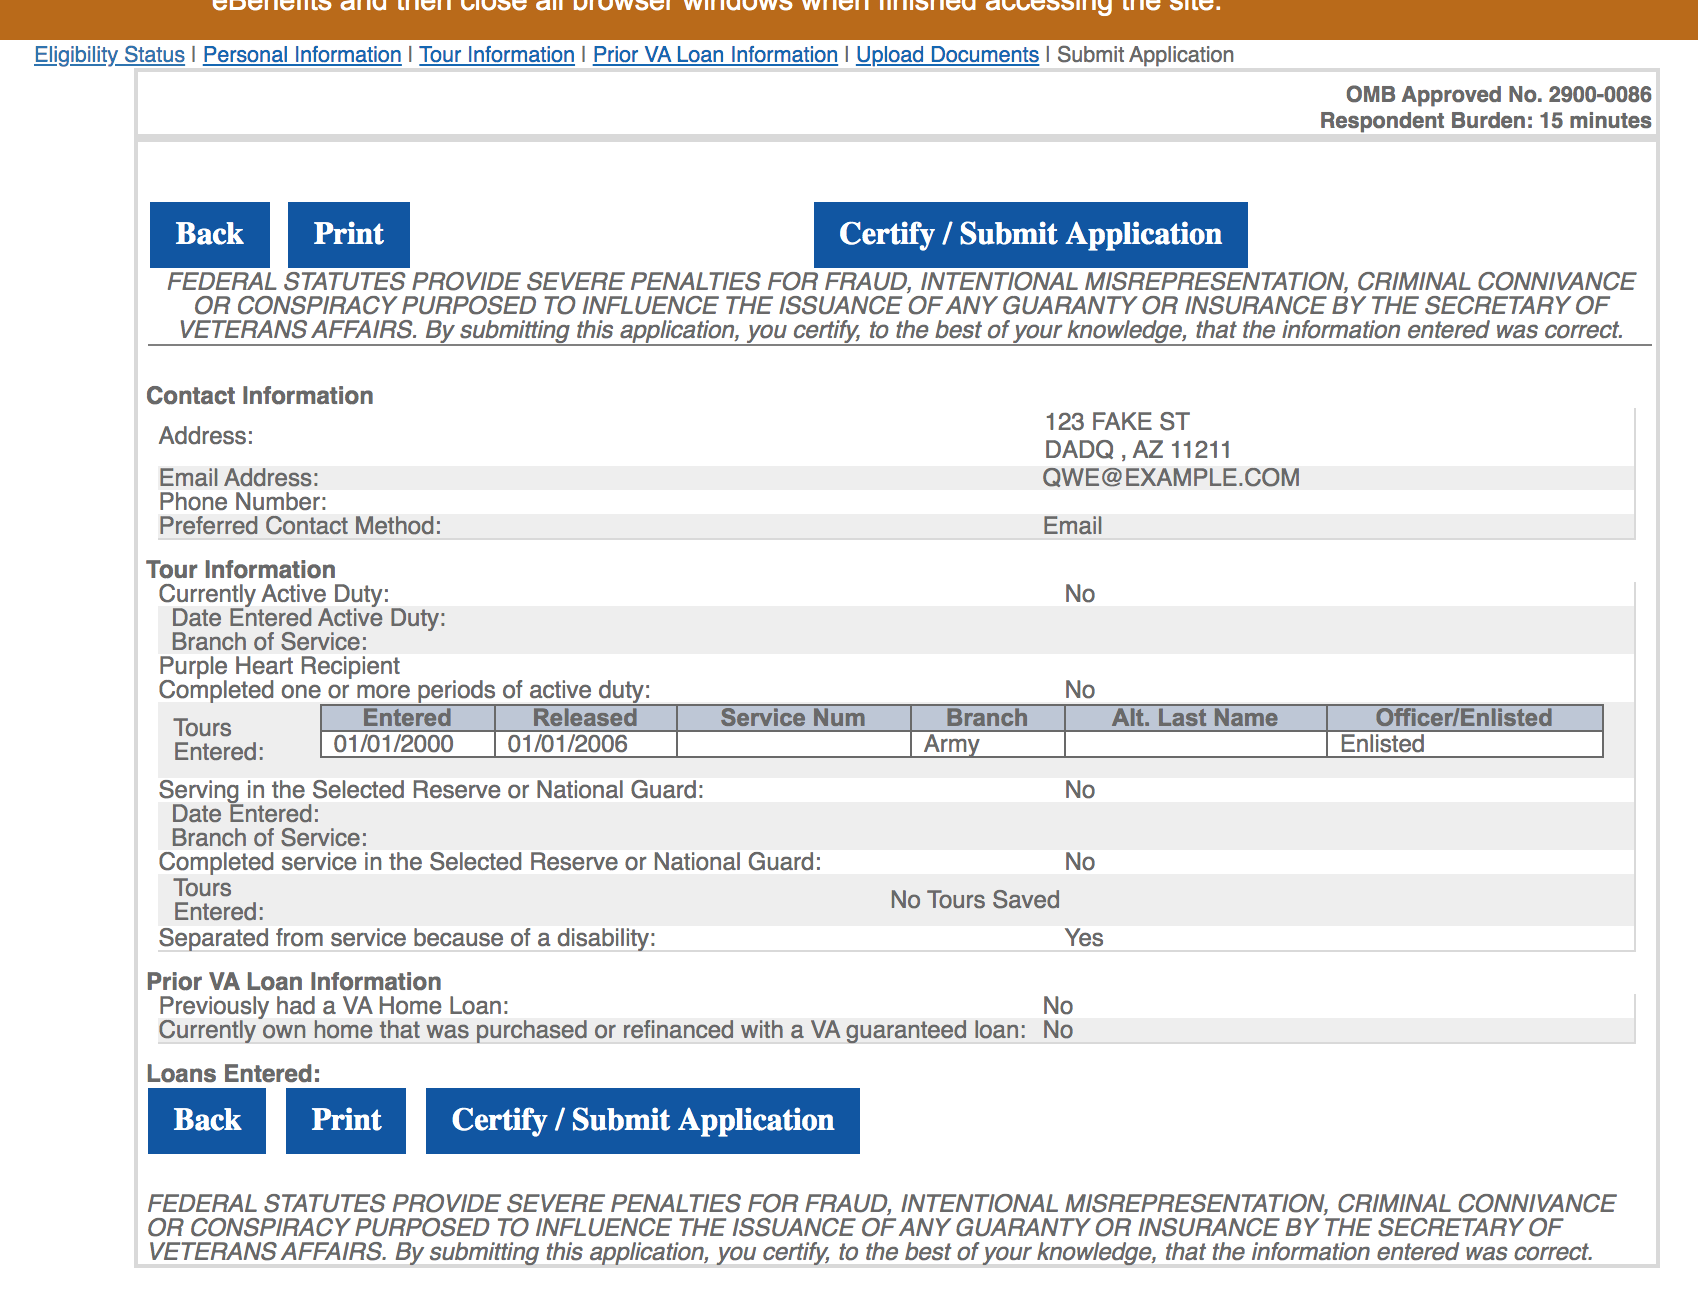 eBenefits and then close all browser windows when finished accessing the site.
Eligibility Status | Personal Information | Tour Information | Prior VA Loan Information | Upload Documents | Submit Application
OMB Approved No. 2900-0086
Respondent Burden: 15 minutes
Back Print Certify / Submit Application
FEDERAL STATUTES PROVIDE SEVERE PENALTIES FOR FRAUD, INTENTIONAL MISREPRESENTATION, CRIMINAL CONNIVANCE
OR CONSPIRACY PURPOSED TO INFLUENCE THE ISSUANCE OF ANY GUARANTY OR INSURANCE BY THE SECRETARY OF
VETERANS AFFAIRS. By submitting this application, you certify, to the best of your knowledge, that the information entered was correct.
Contact Information
Address: 123 FAKE ST
DADQ , AZ 11211
Email Address: QWE@EXAMPLE.COM
Phone Number:
Preferred Contact Method: Email
Tour Information
Currently Active Duty: No
Date Entered Active Duty:
Branch of Service:
Purple Heart Recipient
Completed one or more periods of active duty: No
Tours Entered:
Entered Released Service Num Branch Alt. Last Name Officer/Enlisted
01/01/2000 01/01/2006 Army Enlisted
Serving in the Selected Reserve or National Guard: No
Date Entered:
Branch of Service:
Completed service in the Selected Reserve or National Guard: No
Tours
Entered: No Tours Saved
Separated from service because of a disability: Yes
Prior VA Loan Information
Previously had a VA Home Loan: No
Currently own home that was purchased or refinanced with a VA guaranteed loan: No
Loans Entered:
Back Print Certify / Submit Application
FEDERAL STATUTES PROVIDE SEVERE PENALTIES FOR FRAUD, INTENTIONAL MISREPRESENTATION, CRIMINAL CONNIVANCE
OR CONSPIRACY PURPOSED TO INFLUENCE THE ISSUANCE OF ANY GUARANTY OR INSURANCE BY THE SECRETARY OF
VETERANS AFFAIRS. By submitting this application, you certify, to the best of your knowledge, that the information entered was correct.